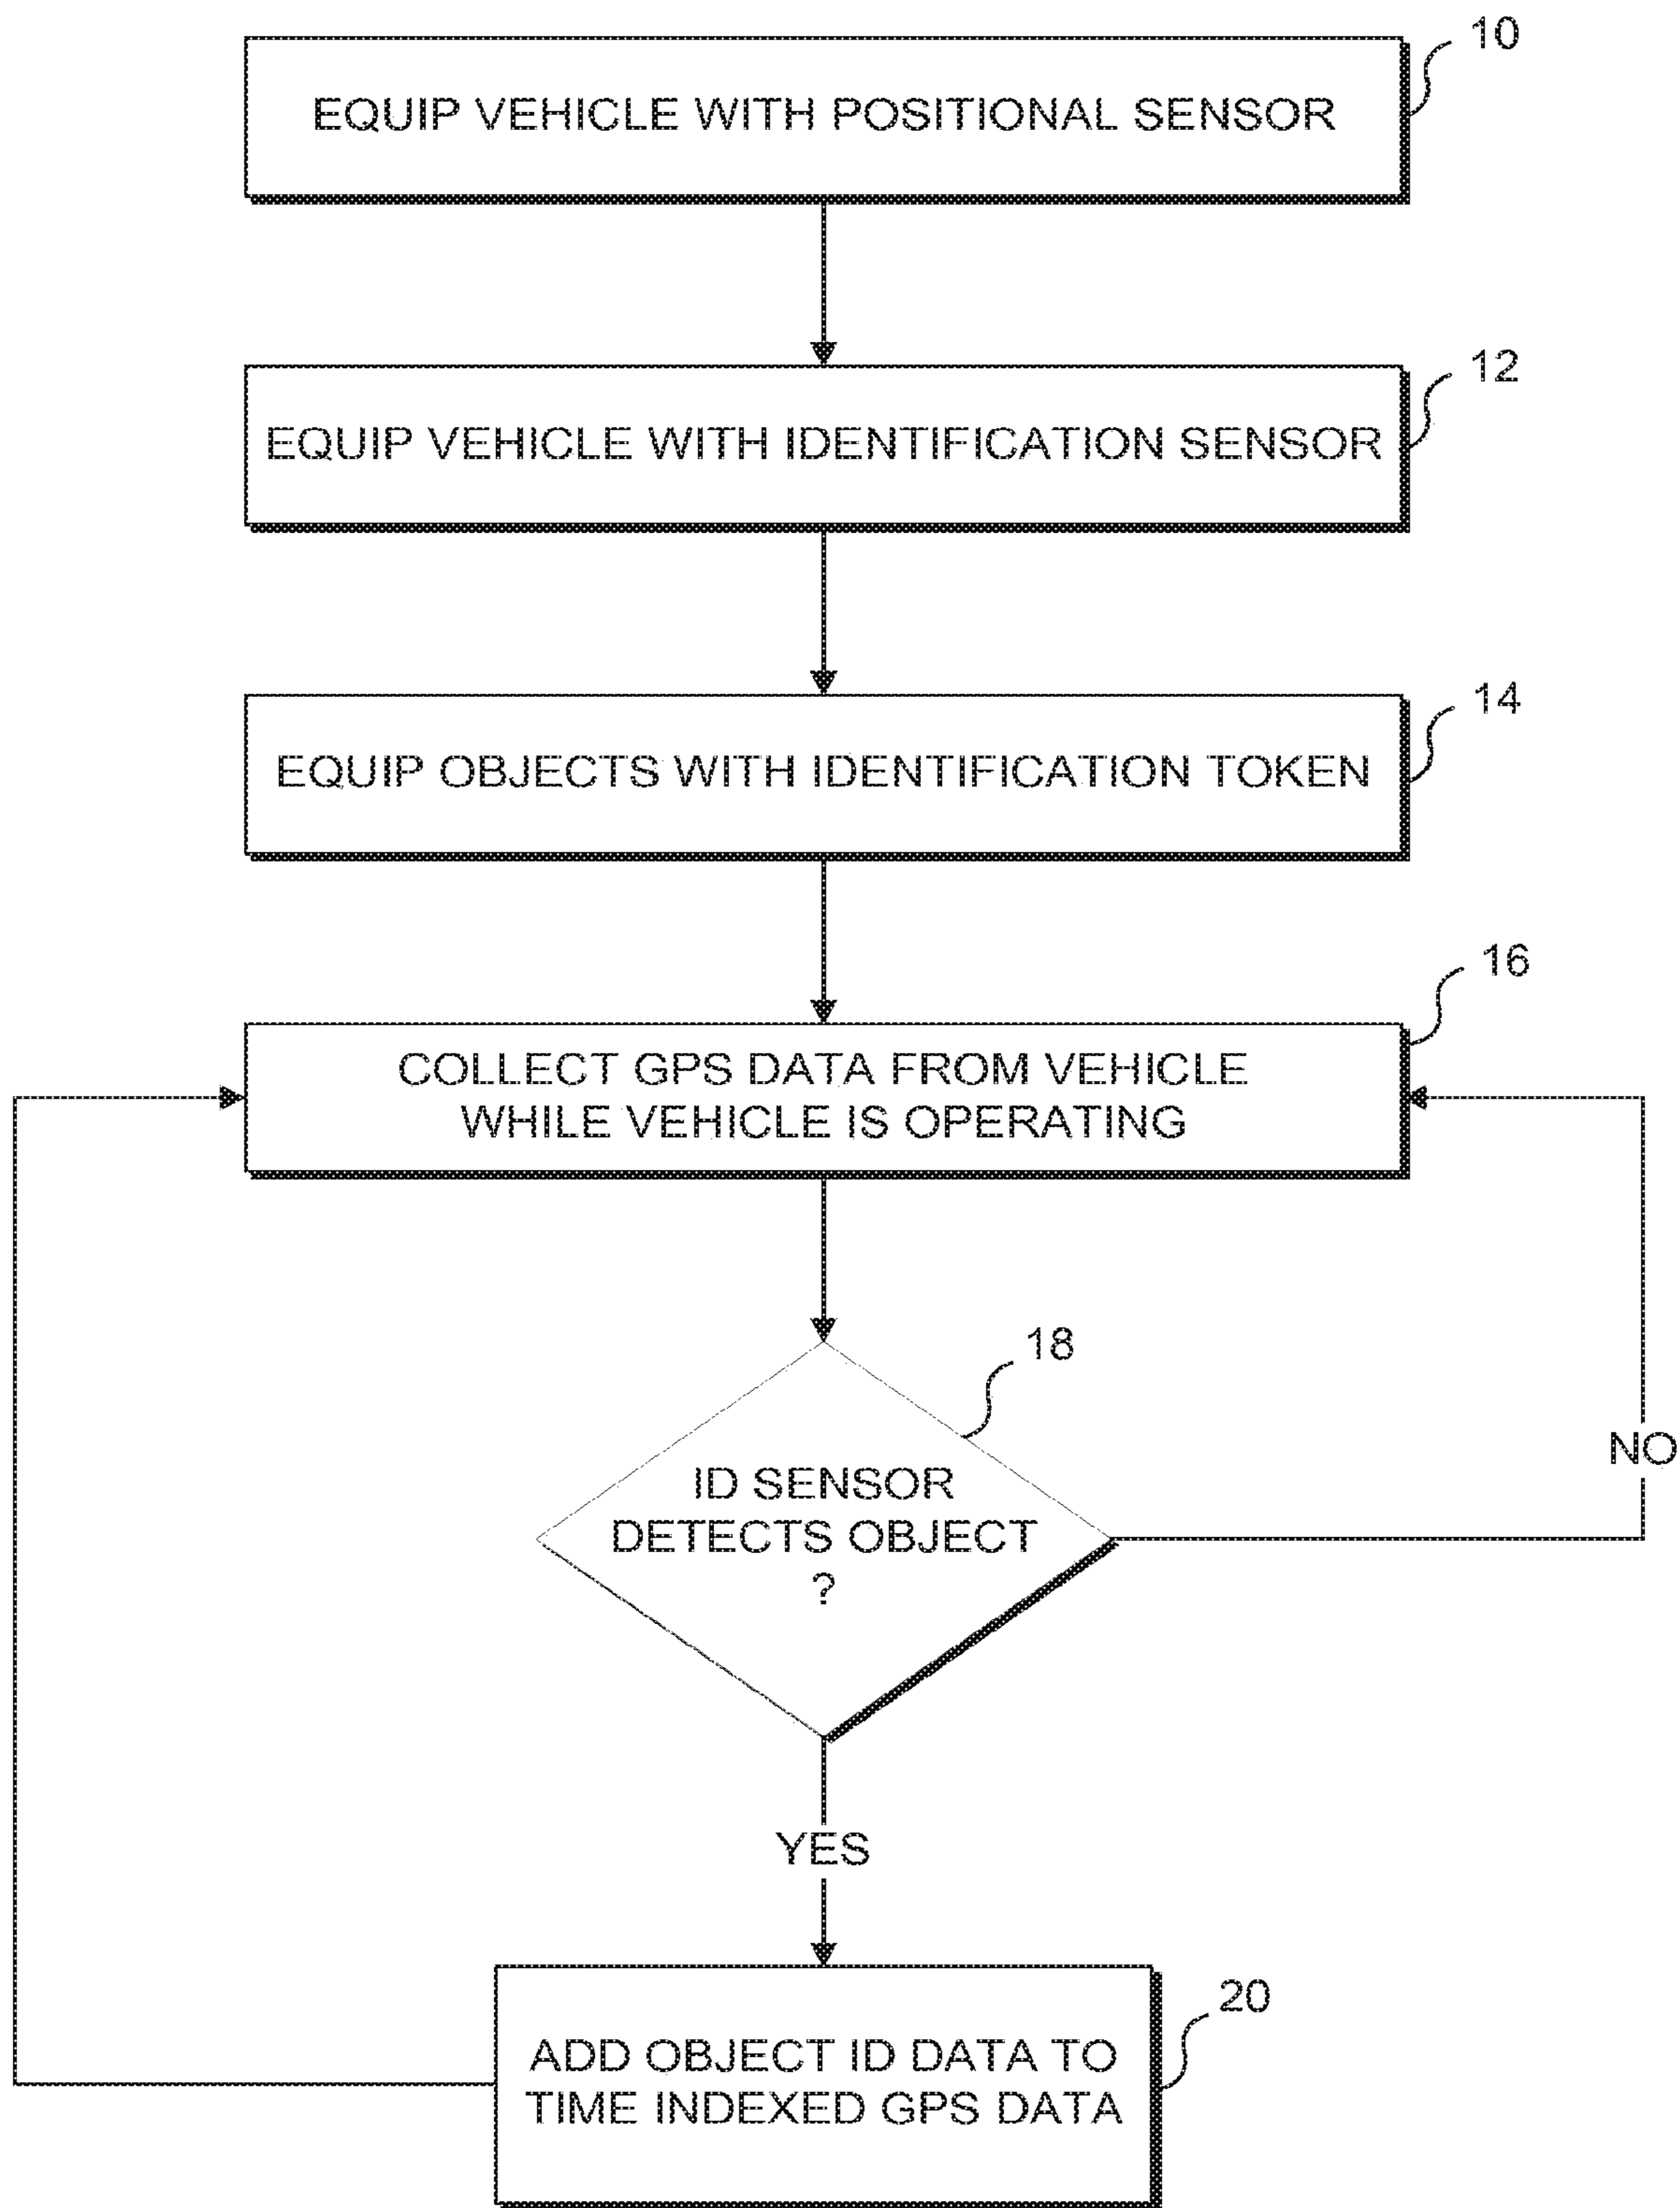 10
EQUIP VEHICLE WITH POSITIONAL SENSOR
12
EQUIP VEHICLE WITH IDENTIFICATION SENSOR
14
EQUIP OBJECTS WITH IDENTIFICATION TOKEN
16
COLLECT GPS DATA FROM VEHICLE
WHILE VEHICLE IS OPERATING
18
ID SENSOR
DETECTS OBJECT
?
NO
YES
20
ADD OBJECT ID DATA TO
TIME INDEXED GPS DATA